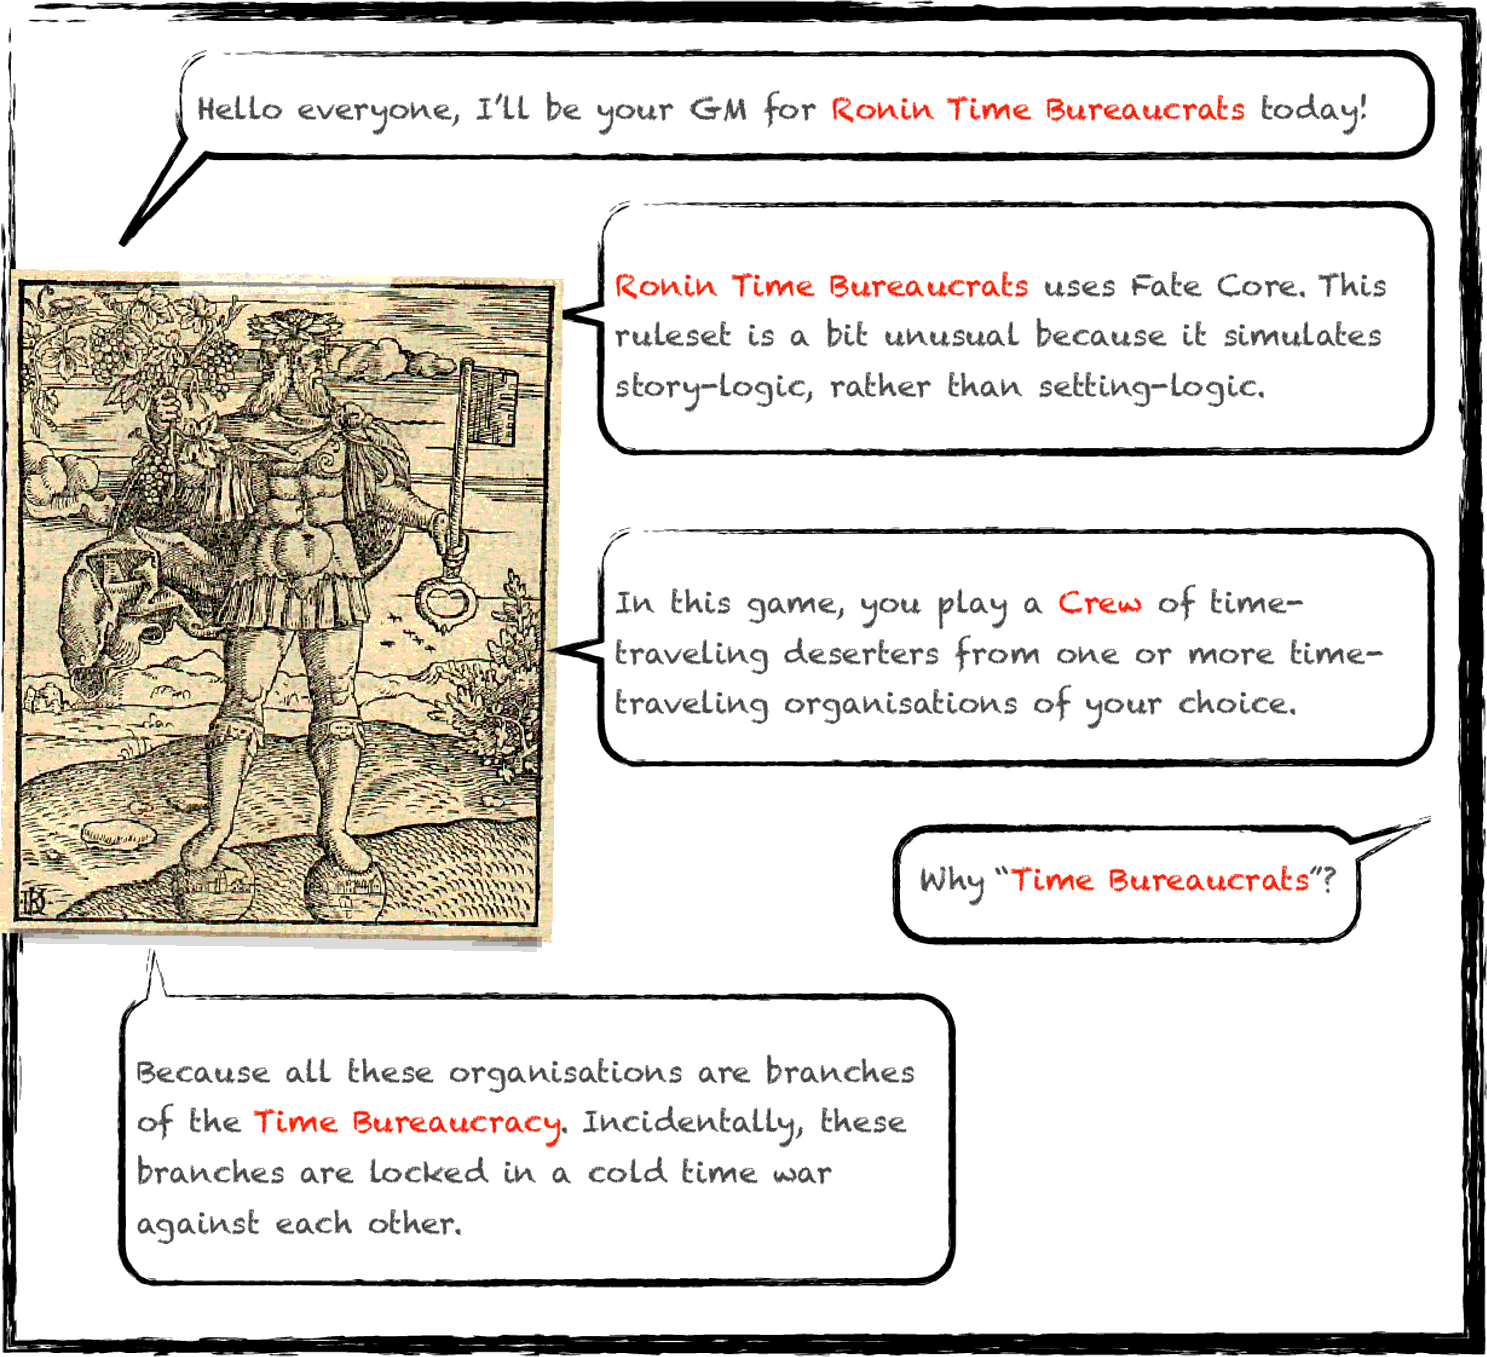 Hello everyone, I'll be your GM for Ronin Time Bureaucrats today!
Ronin Time Bureaucrats uses Fate Core. This
ruleset is a bit unusual because it simulates
story-logic, rather than setting-logic.
In this game, you play a Crew of time-
traveling deserters from one or more time-
traveling organisations of your choice.
Why “Time Bureaucrats”?
Because all these organisations are branches
of the Time Bureaucracy. Incidentally, these
branches are locked in a cold time war
against each other.